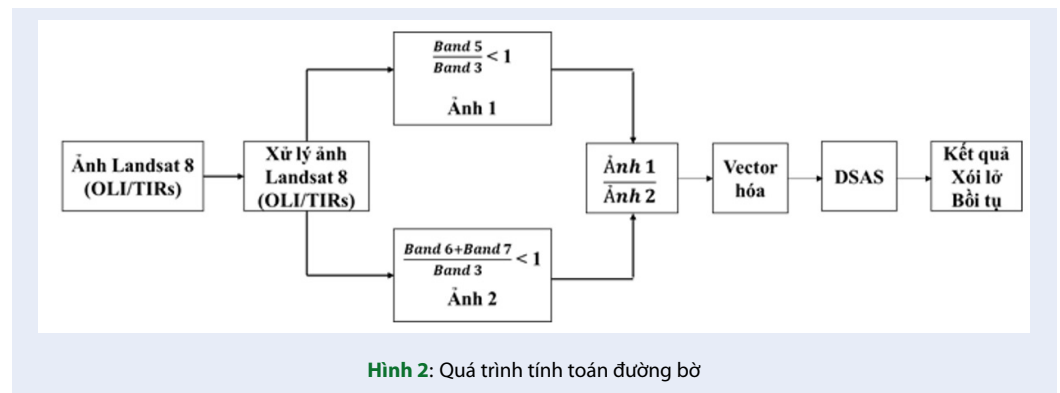 Ảnh Landsat 8
(OLI/TIRs)
Xử lý ảnh
Landsat 8
(OLI/TIRs)
Band 5
Band 3
< 1
Ảnh 1
Band 6+Band 7
Band 3
< 1
Ảnh 2
Ảnh 1
Ảnh 2
Vector
hóa
DSAS
Kết quả
Xói lở
Bồi tụ
Hình 2: Quá trình tính toán đường bờ